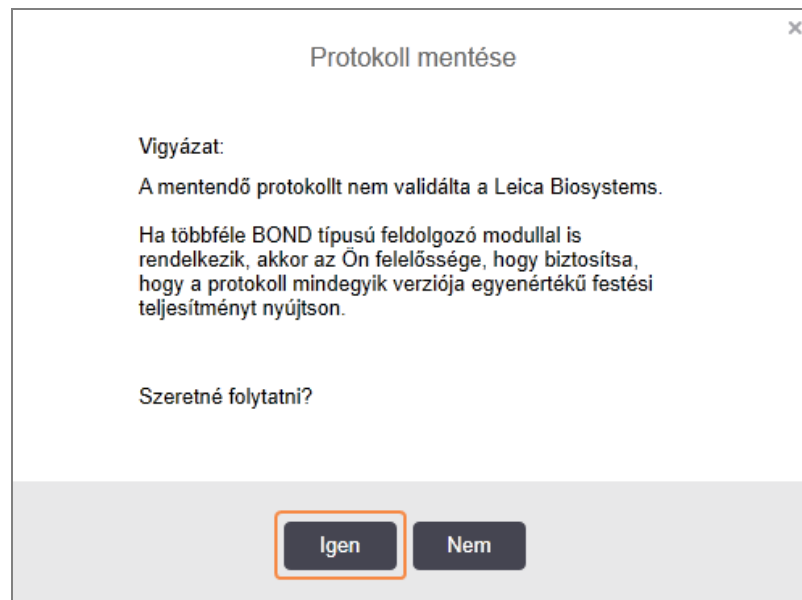 Protokoll mentése
Vigyázat:
A mentendő protokollt nem validálta a Leica Biosystems.
Ha többféle BOND típusú feldolgozó modullal is
rendelkezik, akkor az Ön felelőssége, hogy biztosítsa,
hogy a protokoll mindegyik verziója egyenértékű festési
teljesítményt nyújtson.
Szeretné folytatni?
Igen
Nem